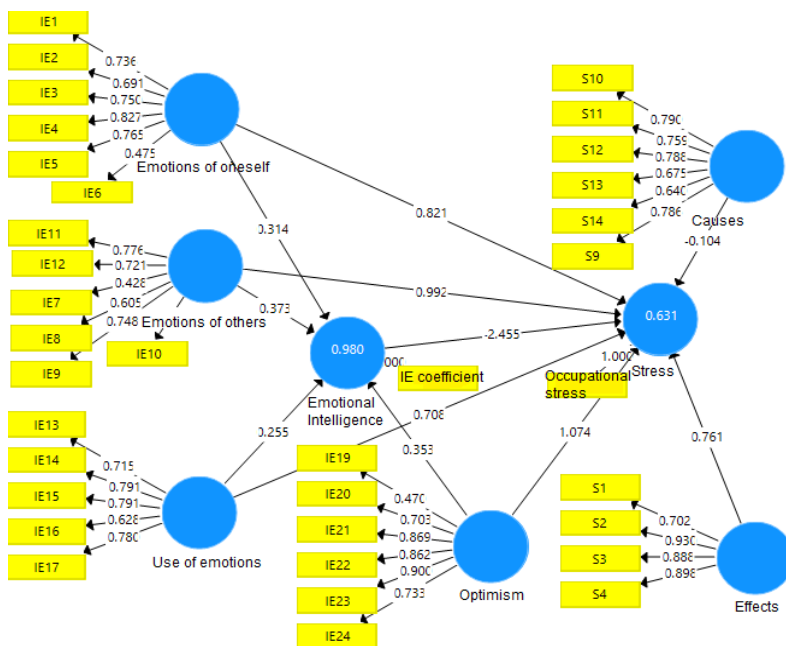 IE1
IE2
IE3
IE4
IE5
IE6
0.736
0.691
0.750
0.827
0.765
0.475
Emotions of oneself
0.314
0.821
S10
S11
S12
S13
S14
S9
0.790
0.759
0.788
0.675
0.640
0.786
Causes
-0.104
IE11
IE12
IE7
IE8
IE9
IE10
0.776
0.721
0.428
0.605
0.748
Emotions of others
0.373
0.992
0.980
-2.455
0.631
Emotional
Intelligence
IE coefficient
1.000
Occupational
stress
Stress
0.708
0.255
0.353
1.074
0.761
IE13
IE14
IE15
IE16
IE17
0.715
0.791
0.791
0.628
0.780
Use of emotions
IE19
IE20
IE21
IE22
IE23
IE24
0.470
0.703
0.869
0.862
0.900
0.733
Optimism
S1
S2
S3
S4
0.702
0.930
0.888
0.898
Effects